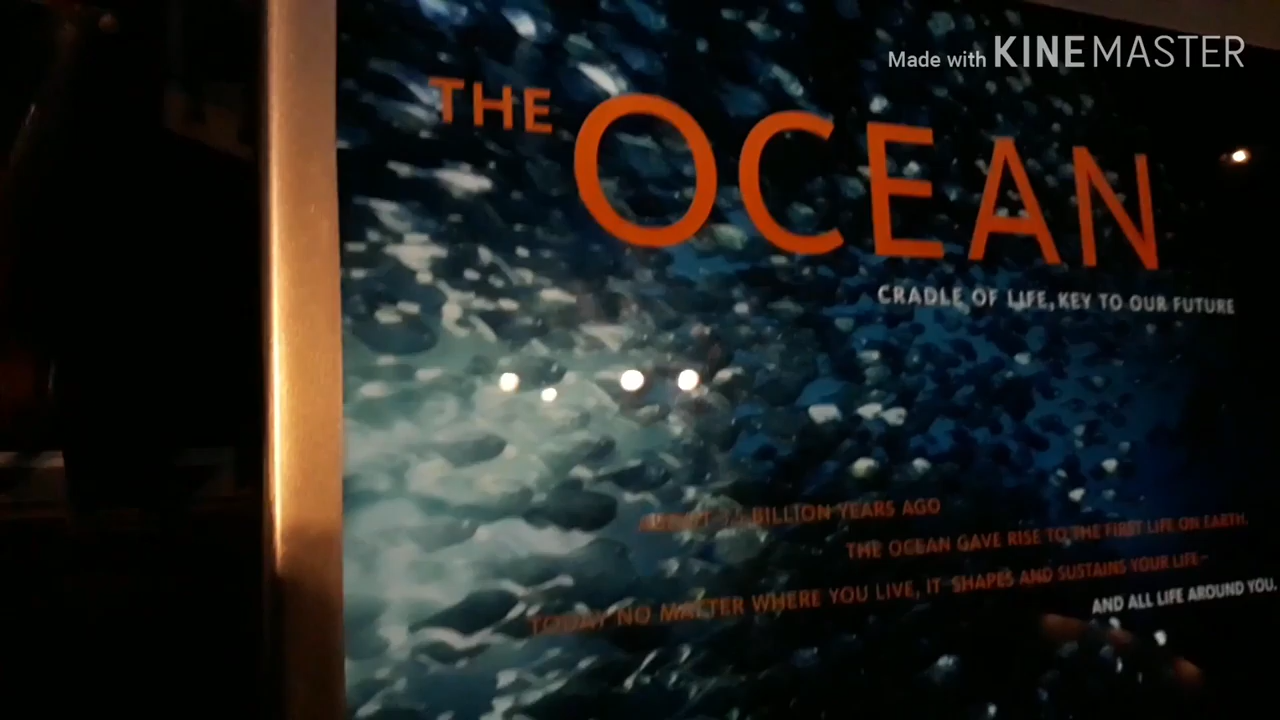 Made with KINEMASTER
THE OCEAN
CRADLE OF LIFE, KEY TO OUR FUTURE
BILLION YEARS AGO
THE OCEAN GAVE RISE TO THE FIRST LIFE ON EARTH.
TODAY NO MATTER WHERE YOU LIVE, IT SHAPES AND SUSTAINS YOUR LIFE–
AND ALL LIFE AROUND YOU.